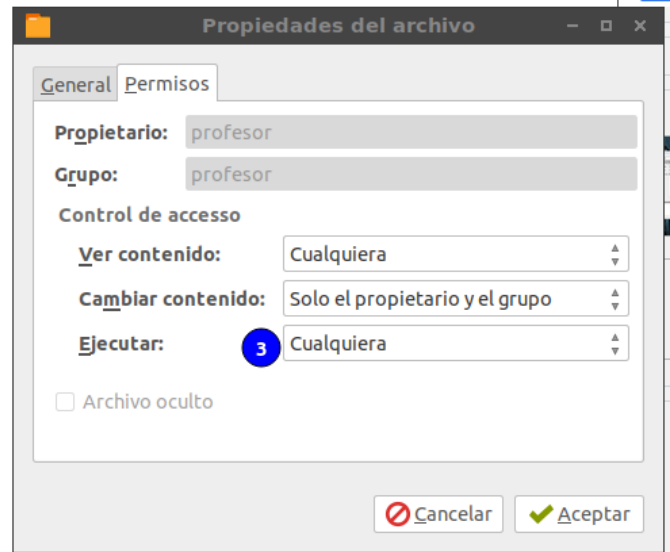 Propiedades del archivo
General Permisos
Propietario: profesor
Grupo: profesor
Control de accesso
Ver contenido: Cualquiera
Cambiar contenido: Solo el propietario y el grupo
Ejecutar: 3 Cualquiera
Archivo oculto
Cancelar Aceptar